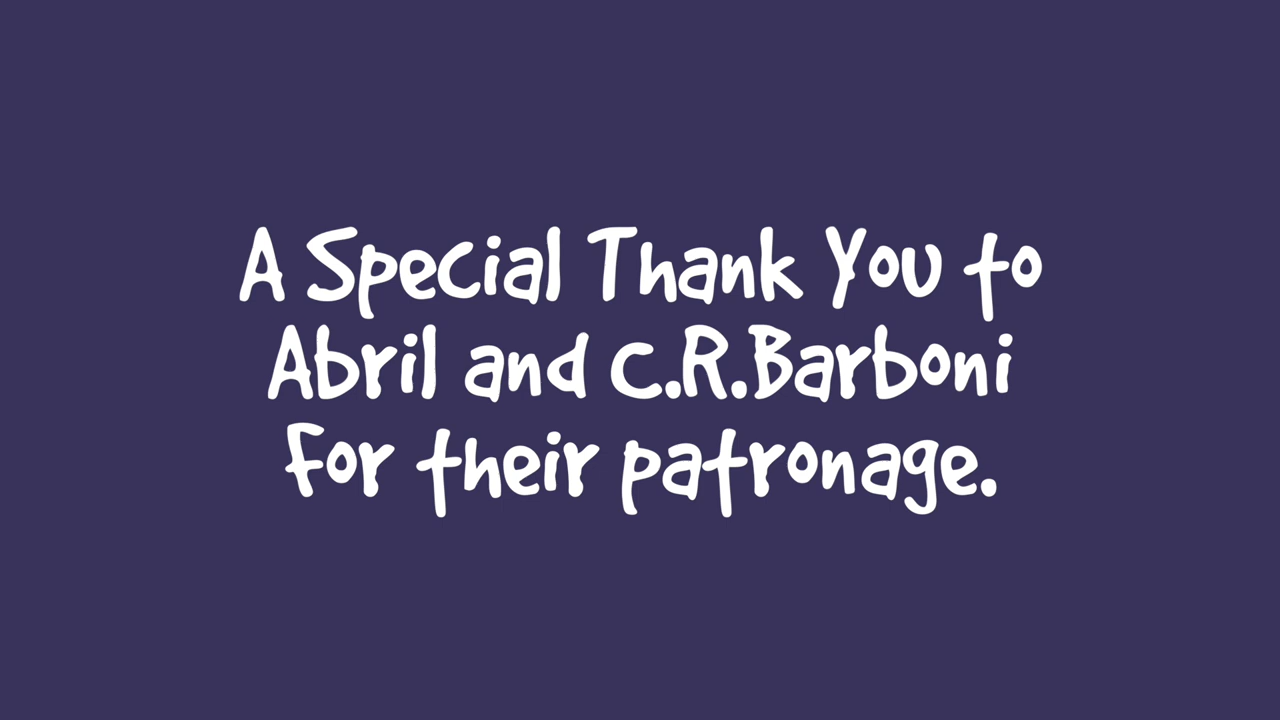 A Special Thank You to
Abril and C.R.Barboni
For their patronage.